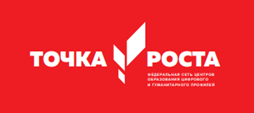 ТОЧКА РОСТА
ФЕДЕРАЛЬНАЯ СЕТЬ ЦЕНТРОВ
ОБРАЗОВАНИЯ ЦИФРОВОГО
И ГУМАНИТАРНОГО ПРОФИЛЕЙ